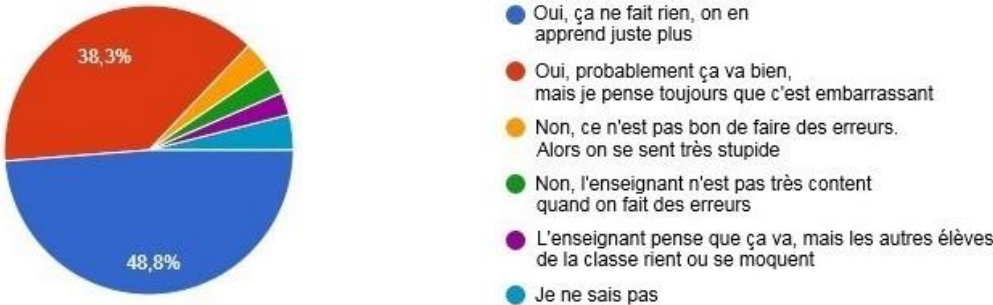 38,3%
48,8%
Oui, ça ne fait rien, on en
apprend juste plus
Oui, probablement ça va bien,
mais je pense toujours que c'est embarrassant
Non, ce n'est pas bon de faire des erreurs.
Alors on se sent très stupide
Non, l'enseignant n'est pas très content
quand on fait des erreurs
L'enseignant pense que ça va, mais les autres élèves
de la classe rient ou se moquent
Je ne sais pas